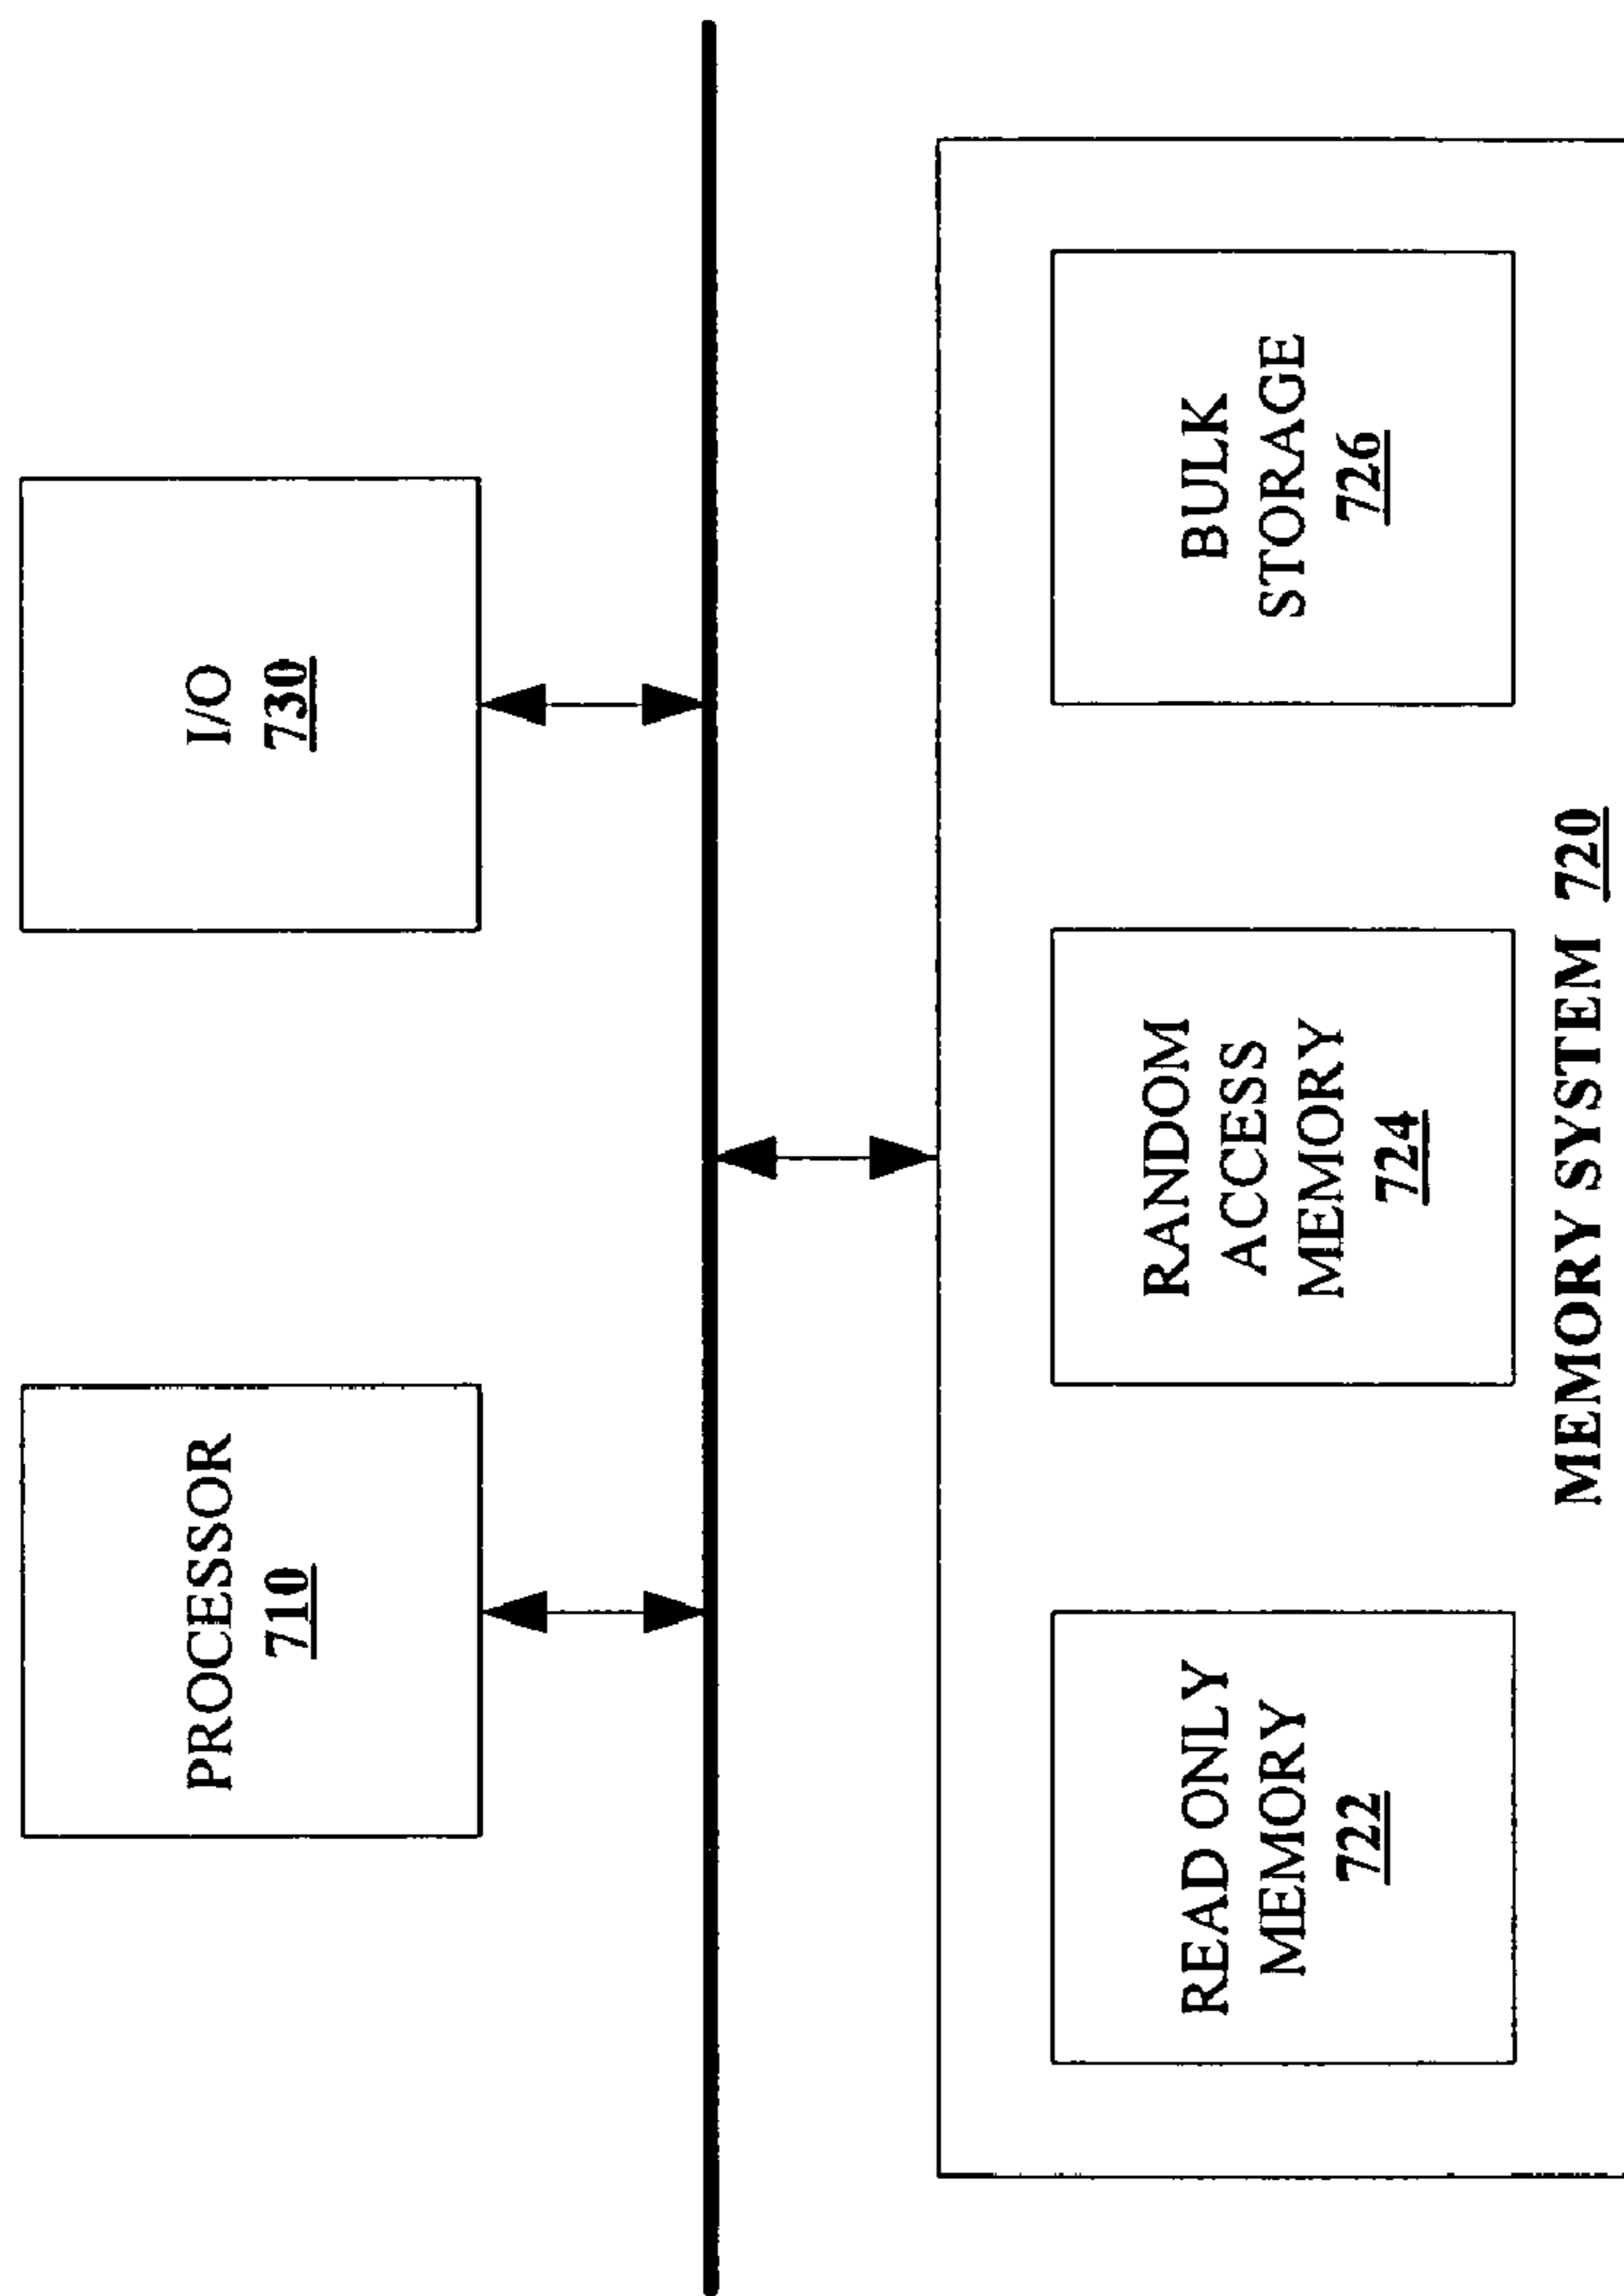 PROCESSOR
710
I/O
730
READ ONLY
MEMORY
722
RANDOM
ACCESS
MEMORY
724
BULK
STORAGE
726
MEMORY SYSTEM 720